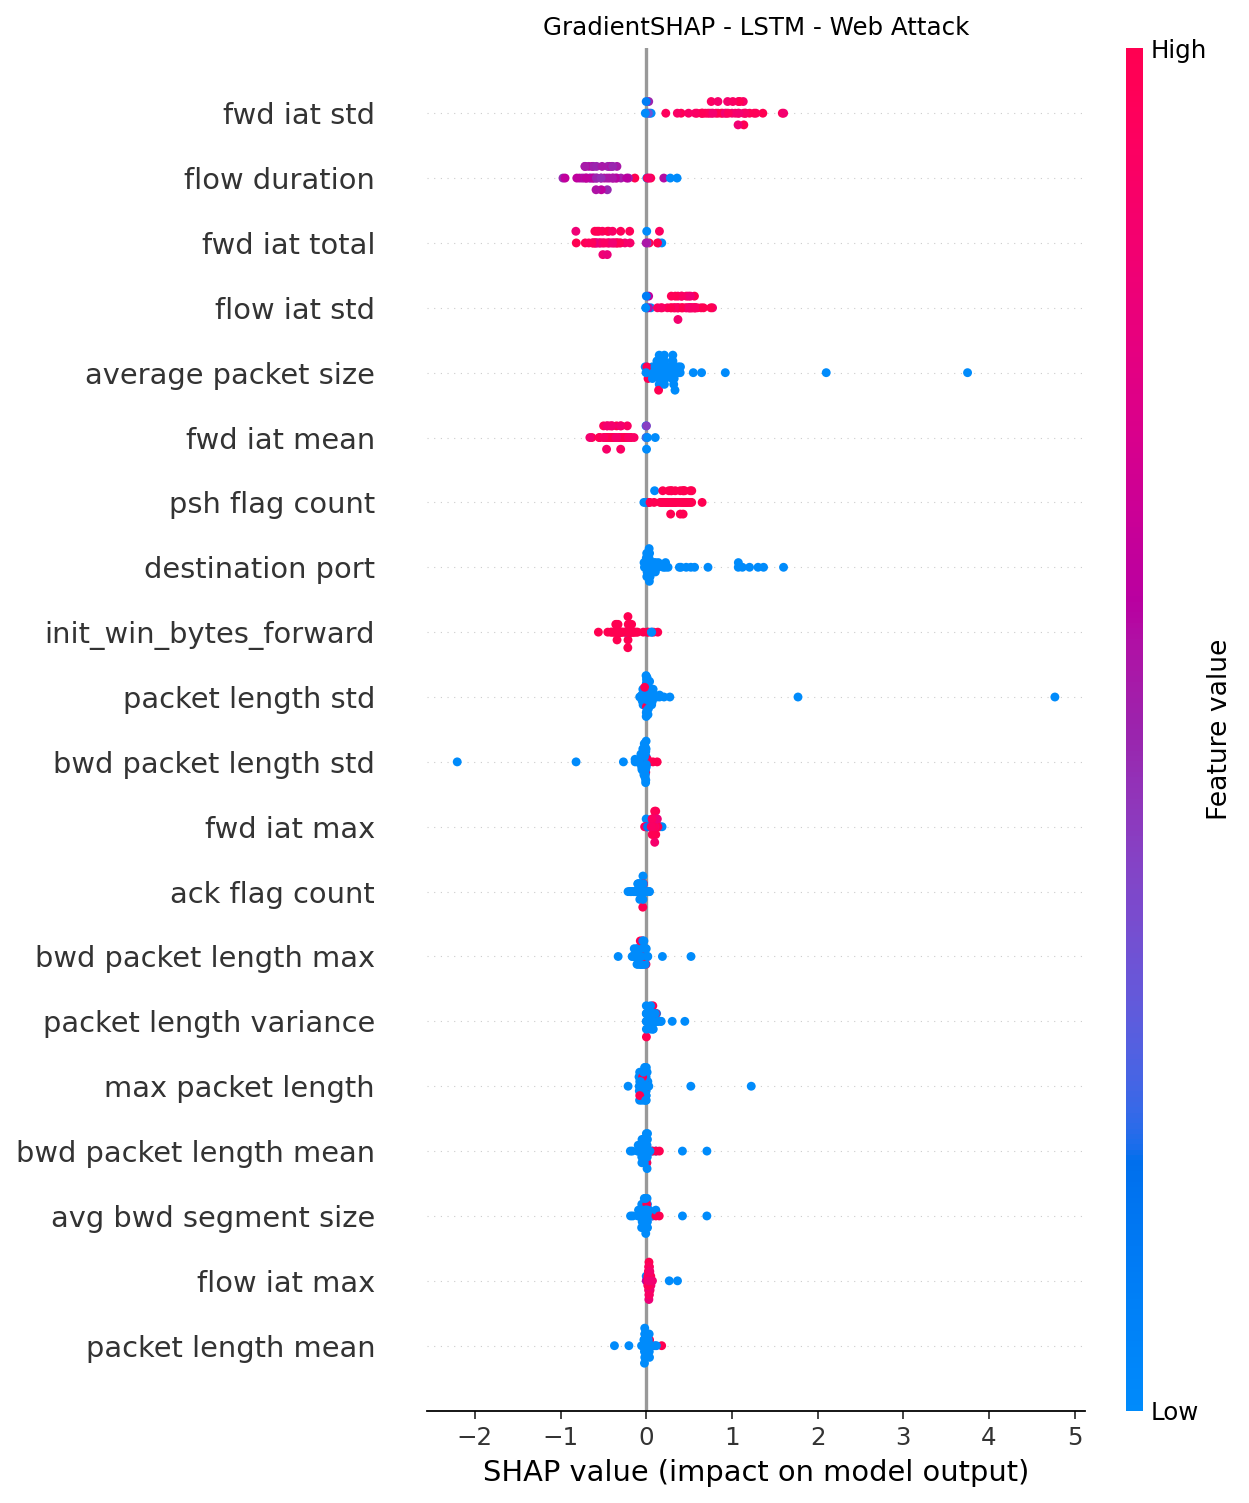 GradientSHAP - LSTM - Web Attack
High
fwd iat std
flow duration
fwd iat total
flow iat std
average packet size
fwd iat mean
psh flag count
destination port
init_win_bytes_forward
packet length std
bwd packet length std
fwd iat max
ack flag count
bwd packet length max
packet length variance
max packet length
bwd packet length mean
avg bwd segment size
flow iat max
packet length mean
Feature value
Low
−2 −1 0 1 2 3 4 5
SHAP value (impact on model output)